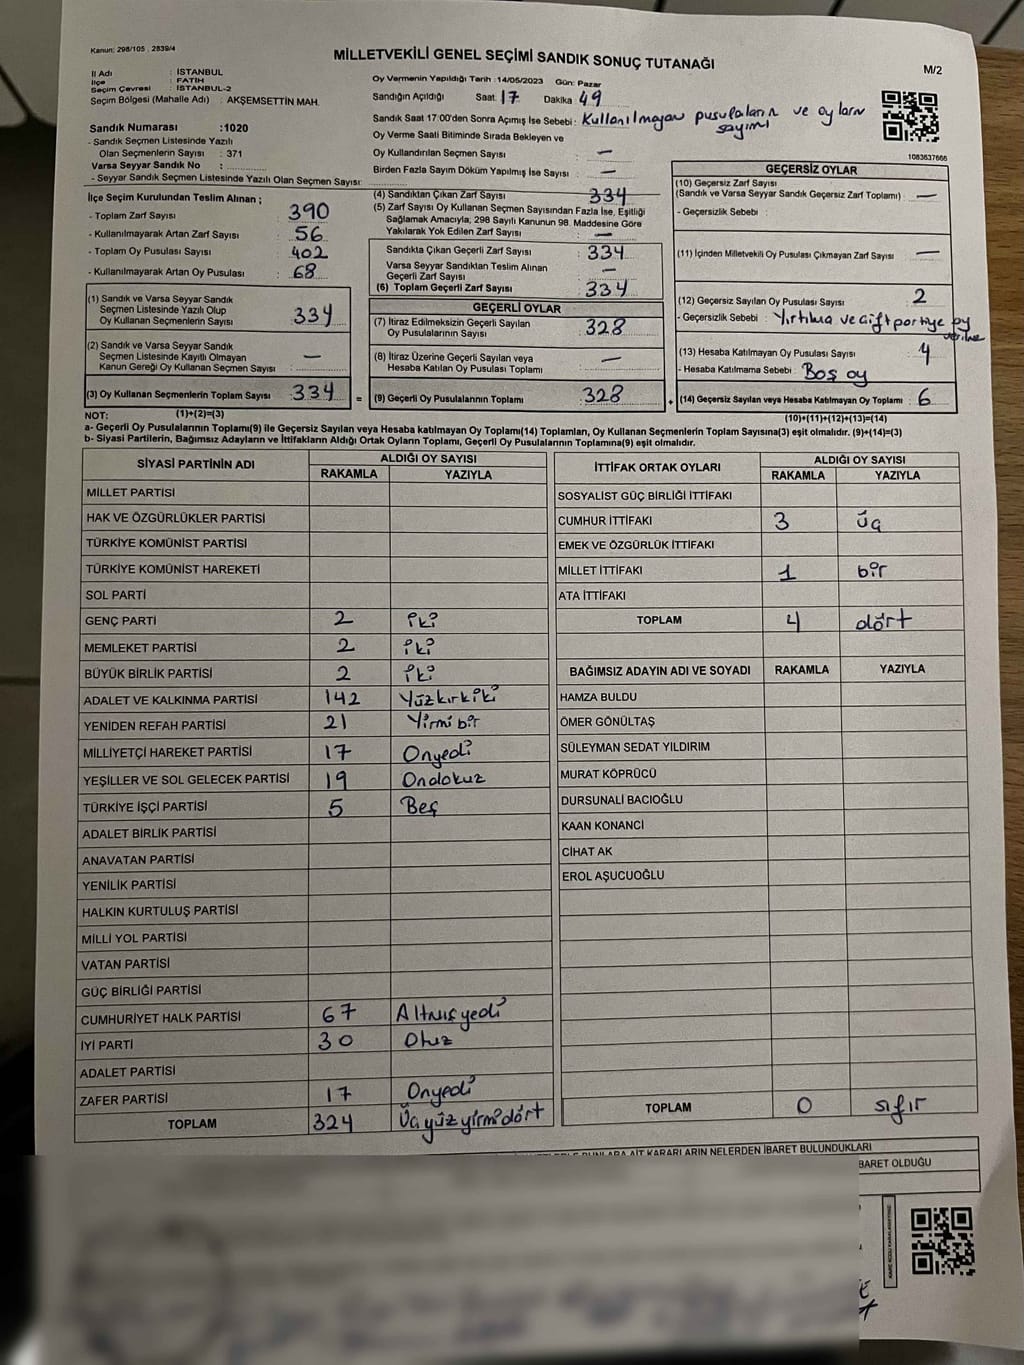 Kanun: 298/105 , 2839/4
MİLLETVEKİLİ GENEL SEÇİMİ SANDIK SONUÇ TUTANAĞI
M/2
İl Adı : İSTANBUL
İlçe : FATİH
Seçim Çevresi : İSTANBUL-2
Seçim Bölgesi (Mahalle Adı) : AKŞEMSETTİN MAH.
Sandık Numarası :1020
- Sandık Seçmen Listesinde Yazılı
Olan Seçmenlerin Sayısı : 371
Varsa Seyyar Sandık No :
- Seyyar Sandık Seçmen Listesinde Yazılı Olan Seçmen Sayısı:
Oy Vermenin Yapıldığı Tarih :14/05/2023 Gün: Pazar
Sandığın Açıldığı Saat 17 Dakika 49
Sandık Saat 17:00'den Sonra Açımış İse Sebebi: Kullanılmayan pusulaların ve oyların
sayımı
Oy Verme Saati Bitiminde Sırada Bekleyen ve
Oy Kullandırılan Seçmen Sayısı : —
Birden Fazla Sayım Döküm Yapılmış İse Sayısı : —
1083637666
İlçe Seçim Kurulundan Teslim Alınan ;
- Toplam Zarf Sayısı : 390
- Kullanılmayarak Artan Zarf Sayısı : 56
- Toplam Oy Pusulası Sayısı : 402
- Kullanılmayarak Artan Oy Pusulası : 68
(1) Sandık ve Varsa Seyyar Sandık
Seçmen Listesinde Yazılı Olup
Oy Kullanan Seçmenlerin Sayısı : 334
(2) Sandık ve Varsa Seyyar Sandık
Seçmen Listesinde Kayıtlı Olmayan
Kanun Gereği Oy Kullanan Seçmen Sayısı : —
(3) Oy Kullanan Seçmenlerin Toplam Sayısı : 334 =
(4) Sandıktan Çıkan Zarf Sayısı : 334
(5) Zarf Sayısı Oy Kullanan Seçmen Sayısından Fazla İse, Eşitliği
Sağlamak Amacıyla; 298 Sayılı Kanunun 98. Maddesine Göre
Yakılarak Yok Edilen Zarf Sayısı : —
Sandıkta Çıkan Geçerli Zarf Sayısı : 334
Varsa Seyyar Sandıktan Teslim Alınan
Geçerli Zarf Sayısı : —
(6) Toplam Geçerli Zarf Sayısı : 334
GEÇERLİ OYLAR
(7) İtiraz Edilmeksizin Geçerli Sayılan
Oy Pusulalarının Sayısı : 328
(8) İtiraz Üzerine Geçerli Sayılan veya
Hesaba Katılan Oy Pusulası Toplamı : —
(9) Geçerli Oy Pusulalarının Toplamı : 328 +
GEÇERSİZ OYLAR
(10) Geçersiz Zarf Sayısı
(Sandık ve Varsa Seyyar Sandık Geçersiz Zarf Toplamı) : —
- Geçersizlik Sebebi :
(11) İçinden Milletvekili Oy Pusulası Çıkmayan Zarf Sayısı : —
(12) Geçersiz Sayılan Oy Pusulası Sayısı : 2
- Geçersizlik Sebebi : Yırtılma ve çift partiye oy
verilme
(13) Hesaba Katılmayan Oy Pusulası Sayısı : 4
- Hesaba Katılmama Sebebi : Boş oy
(14) Geçersiz Sayılan veya Hesaba Katılmayan Oy Toplamı : 6
NOT: (1)+(2)=(3)
(10)+(11)+(12)+(13)=(14)
a- Geçerli Oy Pusulalarının Toplamı(9) ile Geçersiz Sayılan veya Hesaba Katılmayan Oy Toplamı(14) Toplamları, Oy Kullanan Seçmenlerin Toplam Sayısına(3) eşit olmalıdır. (9)+(14)=(3)
b- Siyasi Partilerin, Bağımsız Adayların ve İttifakların Aldığı Ortak Oyların Toplamı, Geçerli Oy Pusulalarının Toplamına(9) eşit olmalıdır.
SİYASİ PARTİNİN ADI ALDIĞI OY SAYISI
RAKAMLA YAZIYLA
MİLLET PARTİSİ
HAK VE ÖZGÜRLÜKLER PARTİSİ
TÜRKİYE KOMÜNİST PARTİSİ
TÜRKİYE KOMÜNİST HAREKETİ
SOL PARTİ
GENÇ PARTİ 2 iki
MEMLEKET PARTİSİ 2 iki
BÜYÜK BİRLİK PARTİSİ 2 iki
ADALET VE KALKINMA PARTİSİ 142 Yüzkırkiki
YENİDEN REFAH PARTİSİ 21 Yirmi bir
MİLLİYETÇİ HAREKET PARTİSİ 17 Onyedi
YEŞİLLER VE SOL GELECEK PARTİSİ 19 Ondokuz
TÜRKİYE İŞÇİ PARTİSİ 5 Beş
ADALET BİRLİK PARTİSİ
ANAVATAN PARTİSİ
YENİLİK PARTİSİ
HALKIN KURTULUŞ PARTİSİ
MİLLİ YOL PARTİSİ
VATAN PARTİSİ
GÜÇ BİRLİĞİ PARTİSİ
CUMHURİYET HALK PARTİSİ 67 Altmışyedi
İYİ PARTİ 30 Otuz
ADALET PARTİSİ
ZAFER PARTİSİ 17 Onyedi
TOPLAM 324 Üçyüzyirmidört
İTTİFAK ORTAK OYLARI ALDIĞI OY SAYISI
RAKAMLA YAZIYLA
SOSYALİST GÜÇ BİRLİĞİ İTTİFAKI
CUMHUR İTTİFAKI 3 üç
EMEK VE ÖZGÜRLÜK İTTİFAKI
MİLLET İTTİFAKI 1 bir
ATA İTTİFAKI
TOPLAM 4 dört
BAĞIMSIZ ADAYIN ADI VE SOYADI RAKAMLA YAZIYLA
HAMZA BULDU
ÖMER GÖNÜLTAŞ
SÜLEYMAN SEDAT YILDIRIM
MURAT KÖPRÜCÜ
DURSUNALİ BACIOĞLU
KAAN KONANCİ
CİHAT AK
EROL AŞUCUOĞLU
TOPLAM 0 sıfır
KARARLARIN NELERDEN İBARET BULUNDUKLARI
BARET OLDUĞU